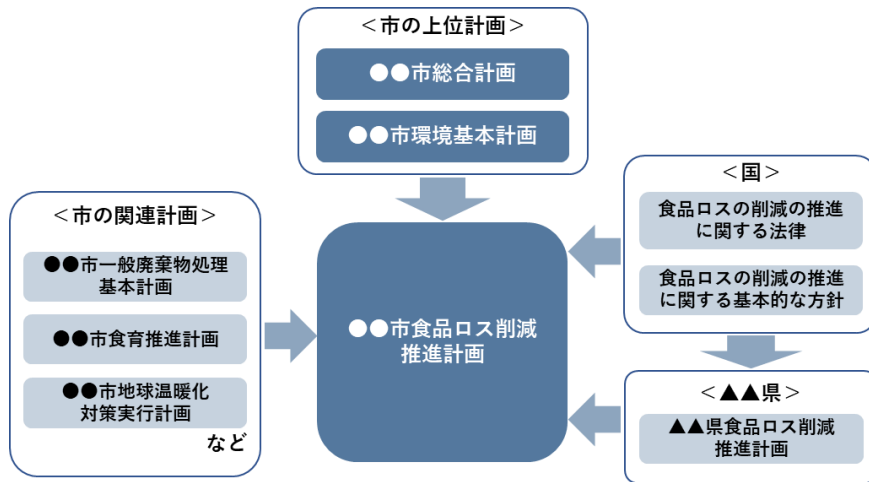 ＜市の上位計画＞
●●市総合計画
●●市環境基本計画
＜市の関連計画＞
●●市一般廃棄物処理
基本計画
●●市食育推進計画
●●市地球温暖化
対策実行計画
など
●●市食品ロス削減
推進計画
＜国＞
食品ロスの削減の推進
に関する法律
食品ロスの削減の推進
に関する基本的な方針
＜▲▲県＞
▲▲県食品ロス削減
推進計画